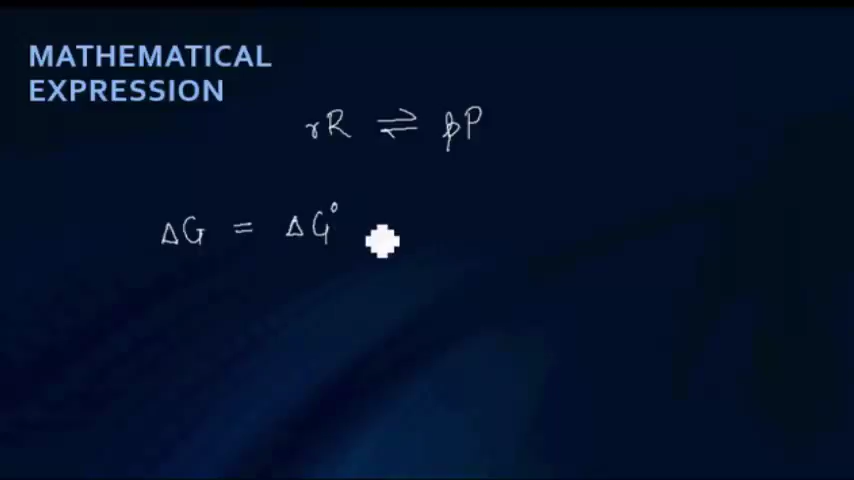 MATHEMATICAL
EXPRESSION
rR ⇌ pP
ΔG = ΔG°